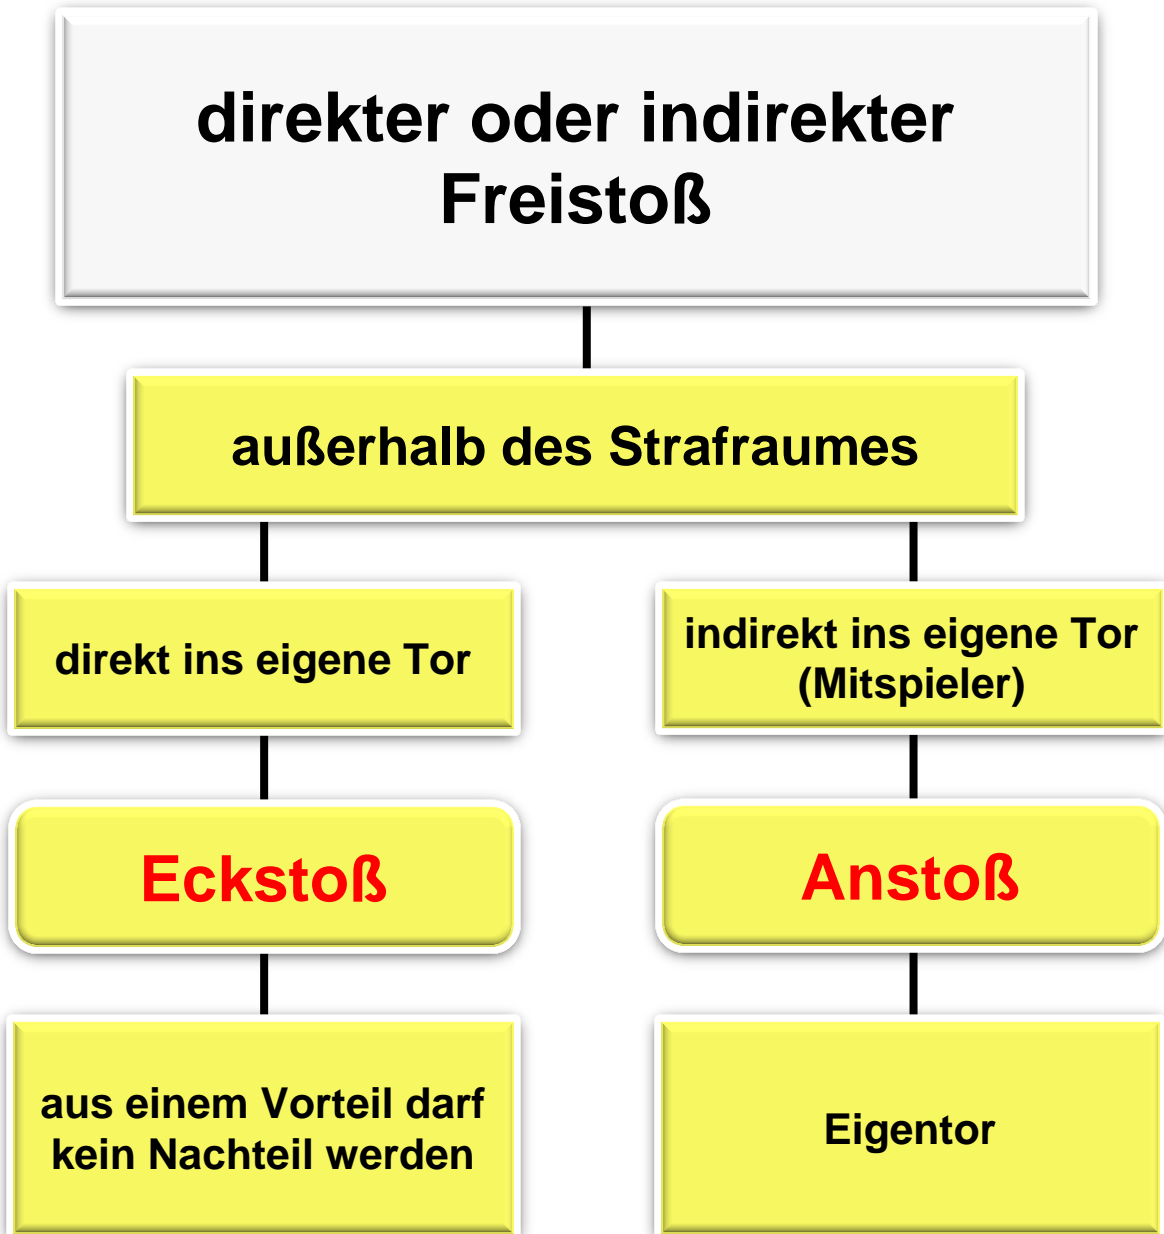 direkter oder indirekter
Freistoß
außerhalb des Strafraumes
direkt ins eigene Tor
indirekt ins eigene Tor
(Mitspieler)
Eckstoß
Anstoß
aus einem Vorteil darf
kein Nachteil werden
Eigentor